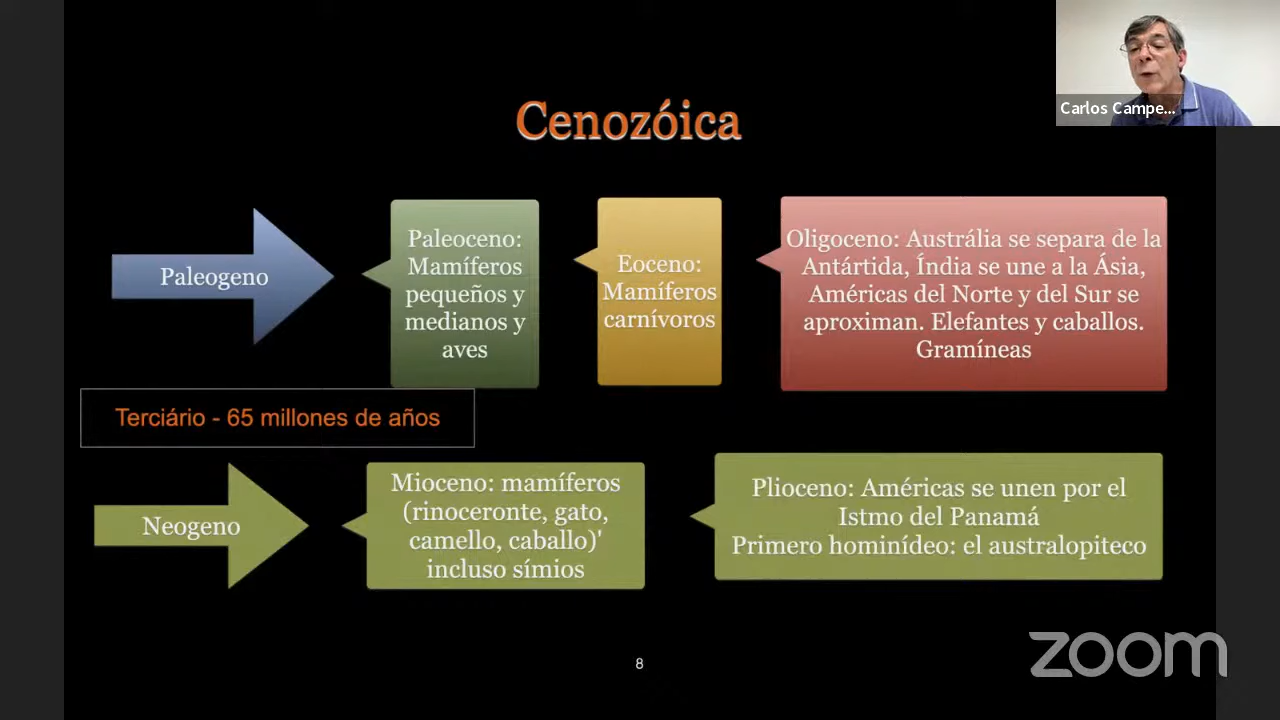 Carlos Campe...
Cenozóica
Paleogeno
Paleoceno:
Mamíferos
pequeños y
medianos y
aves
Eoceno:
Mamíferos
carnívoros
Oligoceno: Austrália se separa de la
Antártida, Índia se une a la Ásia,
Américas del Norte y del Sur se
aproximan. Elefantes y caballos.
Gramíneas
Terciário - 65 millones de años
Neogeno
Mioceno: mamíferos
(rinoceronte, gato,
camello, caballo)'
incluso símios
Plioceno: Américas se unen por el
Istmo del Panamá
Primero hominídeo: el australopiteco
8
zoom